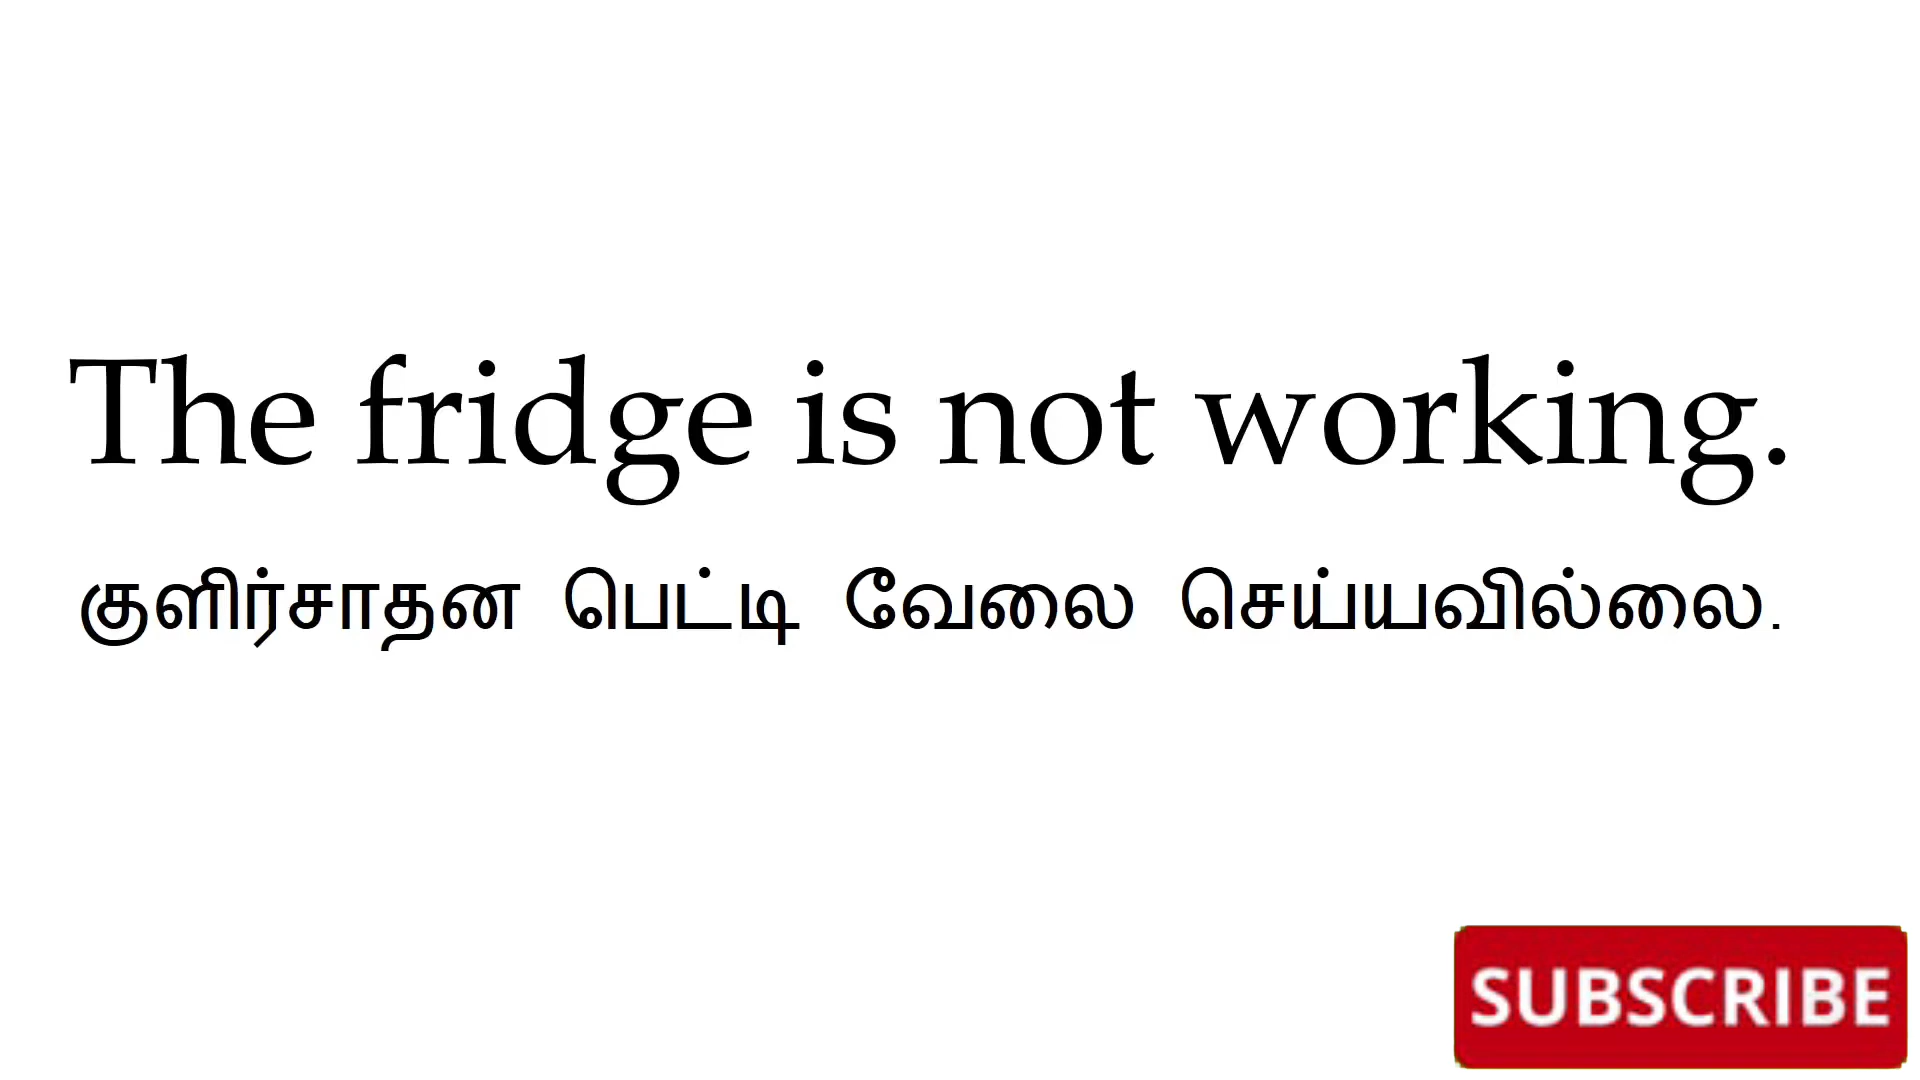 The fridge is not working.
குளிர்சாதன பெட்டி வேலை செய்யவில்லை.
SUBSCRIBE